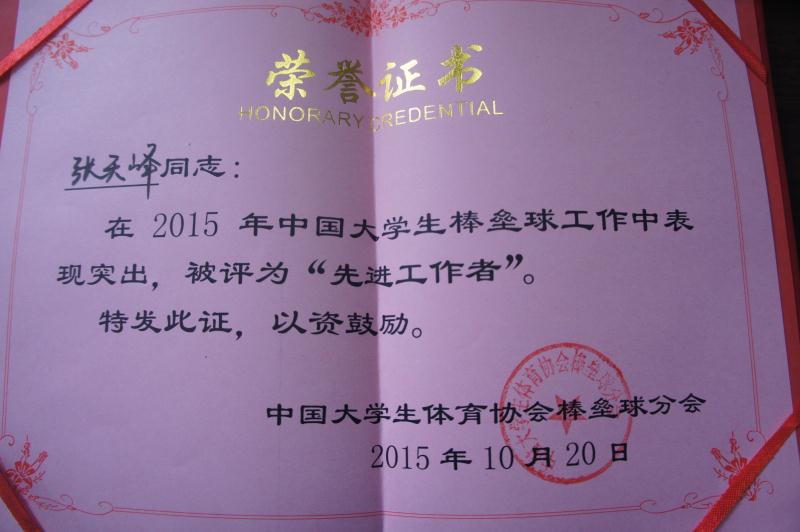 荣誉证书
HONORARY CREDENTIAL
张天峰同志：
在 2015 年中国大学生棒垒球工作中表
现突出，被评为“先进工作者”。
特发此证，以资鼓励。
中国大学生体育协会棒垒球分会
2015 年 10 月 20 日